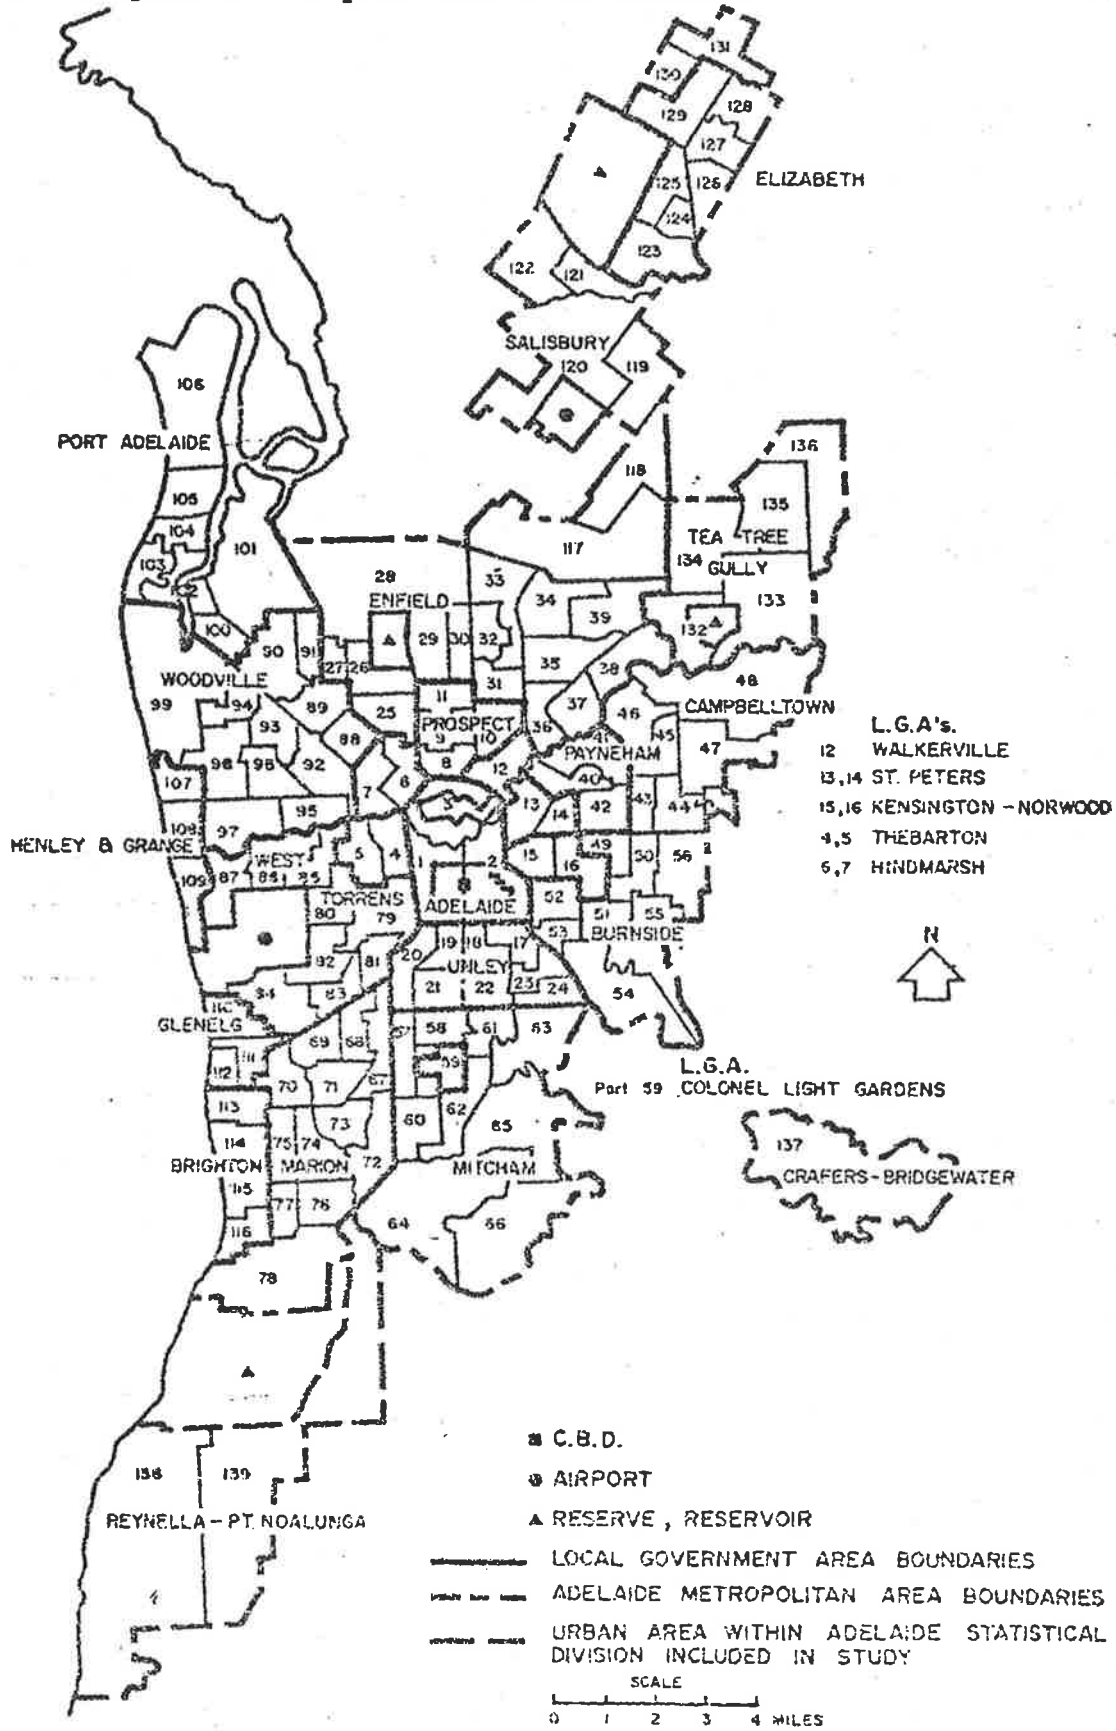 131
130
128
129
127
125 126
ELIZABETH
124
123
122 121
SALISBURY
120 119
106
PORT ADELAIDE
136
118
105
135
104
TEA TREE
101
117
134
GULLY
103
28
33
102
ENFIELD
34
133
39
100
90 91
29 30 32
132
27 26
35
38
WOODVILLE
31
48
99
94
89
11
37
46
CAMPBELLTOWN
93
25
PROSPECT
36
41
45
L.G.A's.
88
9 10
PAYNEHAM
47
12 WALKERVILLE
98 96 92
8 12
107
7 6
40
13,14 ST. PETERS
3
13
42 43 44
95
14
15,16 KENSINGTON - NORWOOD
108 97
HENLEY & GRANGE
49
4,5 THEBARTON
WEST
5 4
1 2
15
16
50 56
6,7 HINDMARSH
109 87 86 85
TORRENS
52
ADELAIDE
80 79
51 55
53
BURNSIDE
N
19 18 17
82 81
20
UNLEY
84 83
21 22 23 24
54
110
GLENELG
69 68
57 58 61 63
111
L.G.A.
112
59
Part 59 COLONEL LIGHT GARDENS
70 71 67
113
60 62
65
73
137
114
75 74
72
BRIGHTON MARION
MITCHAM
CRAFERS-BRIDGEWATER
115
77 76
116
64 66
78
C.B.D.
138 139
AIRPORT
REYNELLA - PT. NOALUNGA
RESERVE, RESERVOIR
LOCAL GOVERNMENT AREA BOUNDARIES
ADELAIDE METROPOLITAN AREA BOUNDARIES
URBAN AREA WITHIN ADELAIDE STATISTICAL
DIVISION INCLUDED IN STUDY
SCALE
0 1 2 3 4 MILES